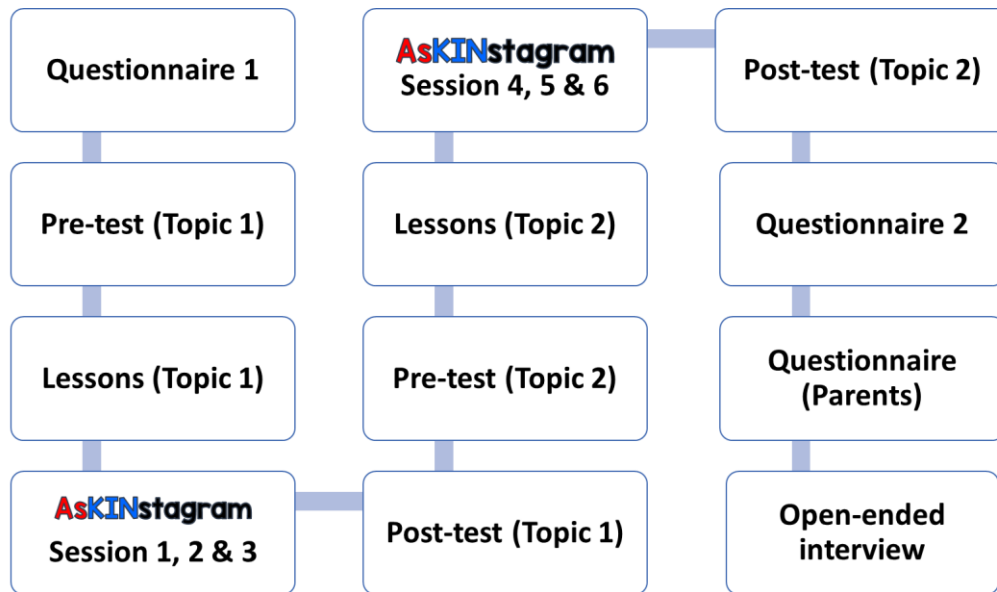 Questionnaire 1
Pre-test (Topic 1)
Lessons (Topic 1)
AsKINstagram
Session 1, 2 & 3
Post-test (Topic 1)
Pre-test (Topic 2)
Lessons (Topic 2)
AsKINstagram
Session 4, 5 & 6
Post-test (Topic 2)
Questionnaire 2
Questionnaire
(Parents)
Open-ended
interview